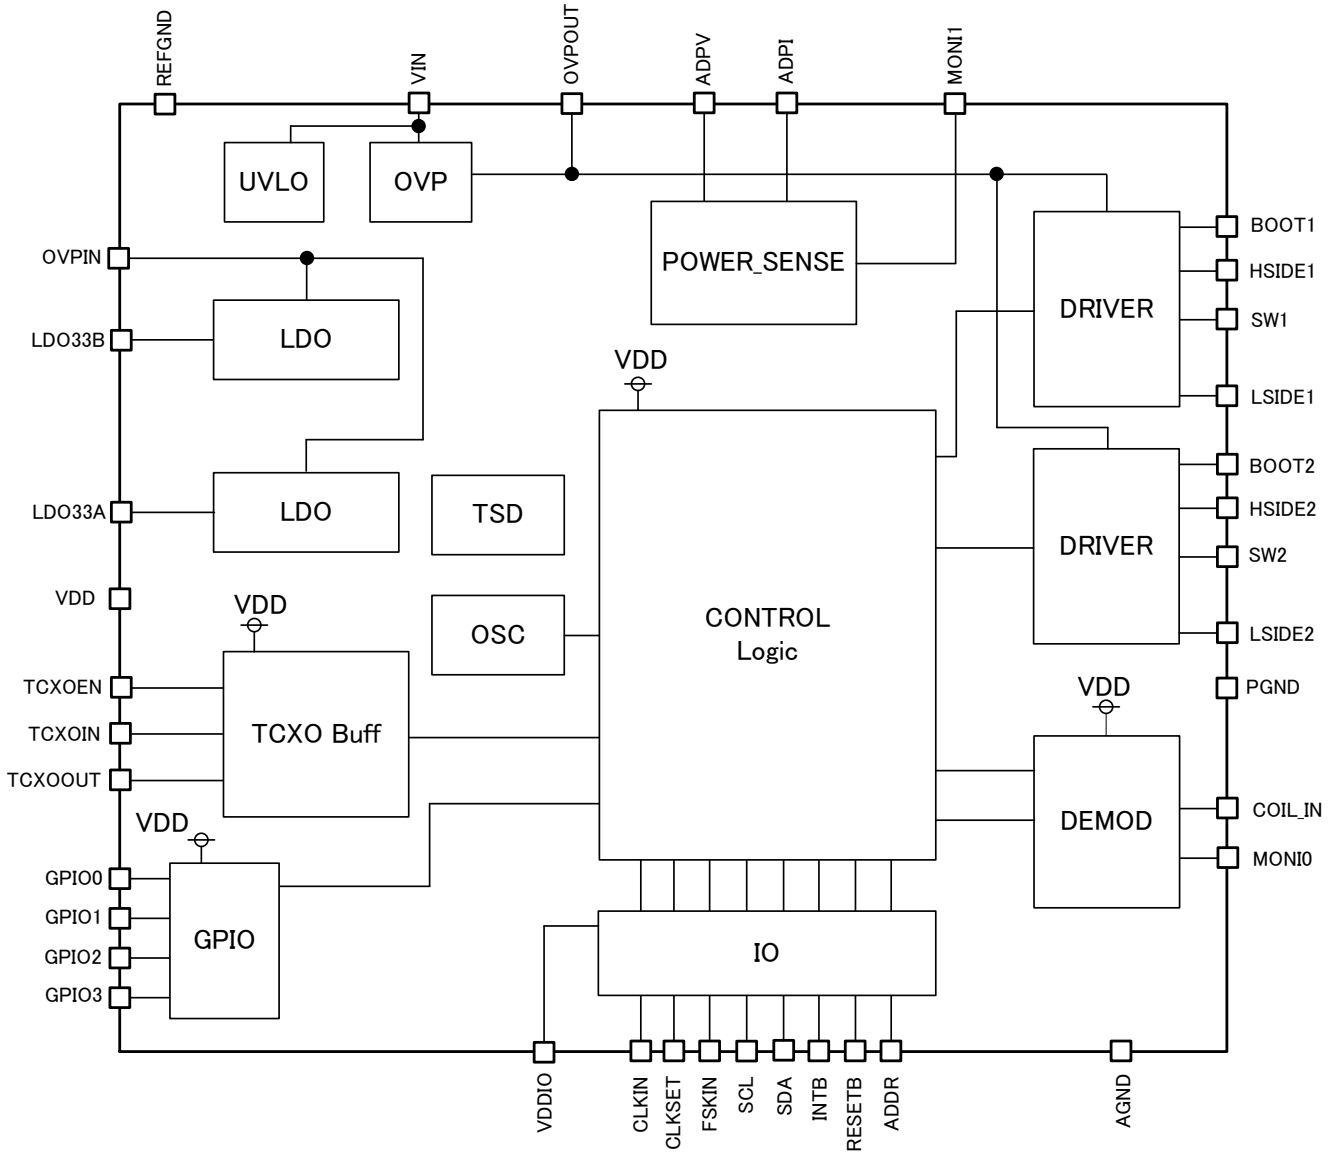 REFGND
VIN
OVPOUT
ADPV
ADPI
MONI1
UVLO
OVP
OVPIN
POWER_SENSE
BOOT1
HSIDE1
DRIVER
SW1
LDO33B
LDO
VDD
LSIDE1
BOOT2
LDO33A
LDO
TSD
HSIDE2
DRIVER
SW2
VDD
VDD
OSC
CONTROL
Logic
LSIDE2
TCXOEN
VDD
PGND
TCXOIN
TCXO Buff
TCXOOUT
VDD
DEMOD
COIL_IN
MONI0
GPIO0
GPIO1
GPIO
GPIO2
GPIO3
IO
VDDIO
CLKIN
CLKSET
FSKIN
SCL
SDA
INTB
RESETB
ADDR
AGND